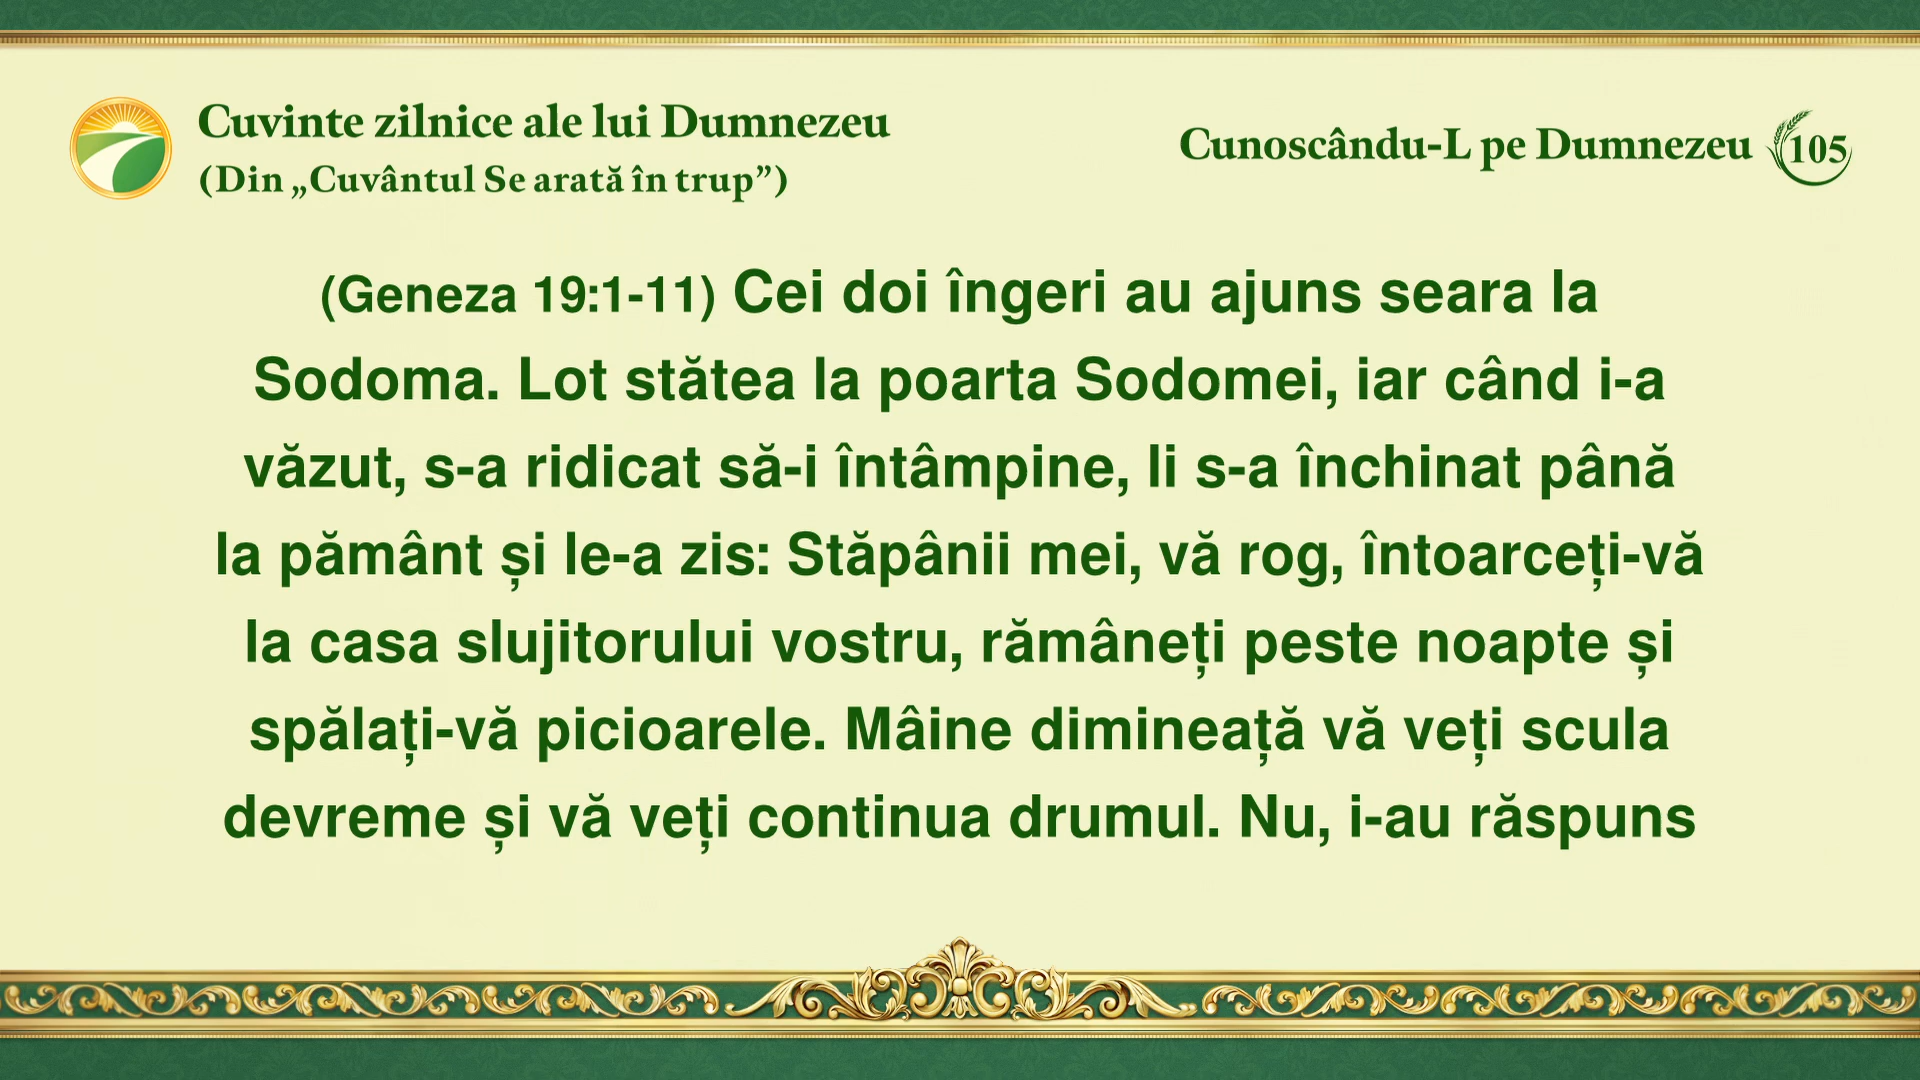 Cuvinte zilnice ale lui Dumnezeu
(Din „Cuvântul Se arată în trup”)
Cunoscându-L pe Dumnezeu 105
(Geneza 19:1-11) Cei doi îngeri au ajuns seara la
Sodoma. Lot stătea la poarta Sodomei, iar când i-a
văzut, s-a ridicat să-i întâmpine, li s-a închinat până
la pământ și le-a zis: Stăpânii mei, vă rog, întoarceți-vă
la casa slujitorului vostru, rămâneți peste noapte și
spălați-vă picioarele. Mâine dimineață vă veți scula
devreme și vă veți continua drumul. Nu, i-au răspuns